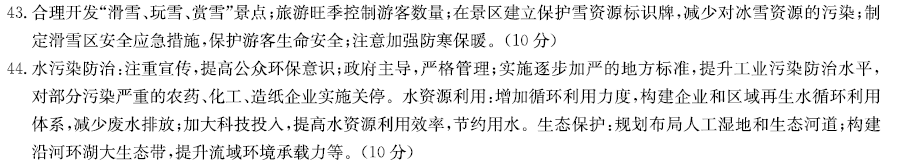 43. 合理开发“滑雪、玩雪、赏雪”景点;旅游旺季控制游客数量;在景区建立保护雪资源标识牌,减少对冰雪资源的污染;制
定滑雪区安全应急措施,保护游客生命安全;注意加强防寒保暖。(10 分)
44. 水污染防治:注重宣传,提高公众环保意识;政府主导,严格管理;实施逐步加严的地方标准,提升工业污染防治水平,
对部分污染严重的农药、化工、造纸企业实施关停。水资源利用:增加循环利用力度,构建企业和区域再生水循环利用
体系,减少废水排放;加大科技投入,提高水资源利用效率,节约用水。生态保护:规划布局人工湿地和生态河道;构建
沿河环湖大生态带,提升流域环境承载力等。(10 分)